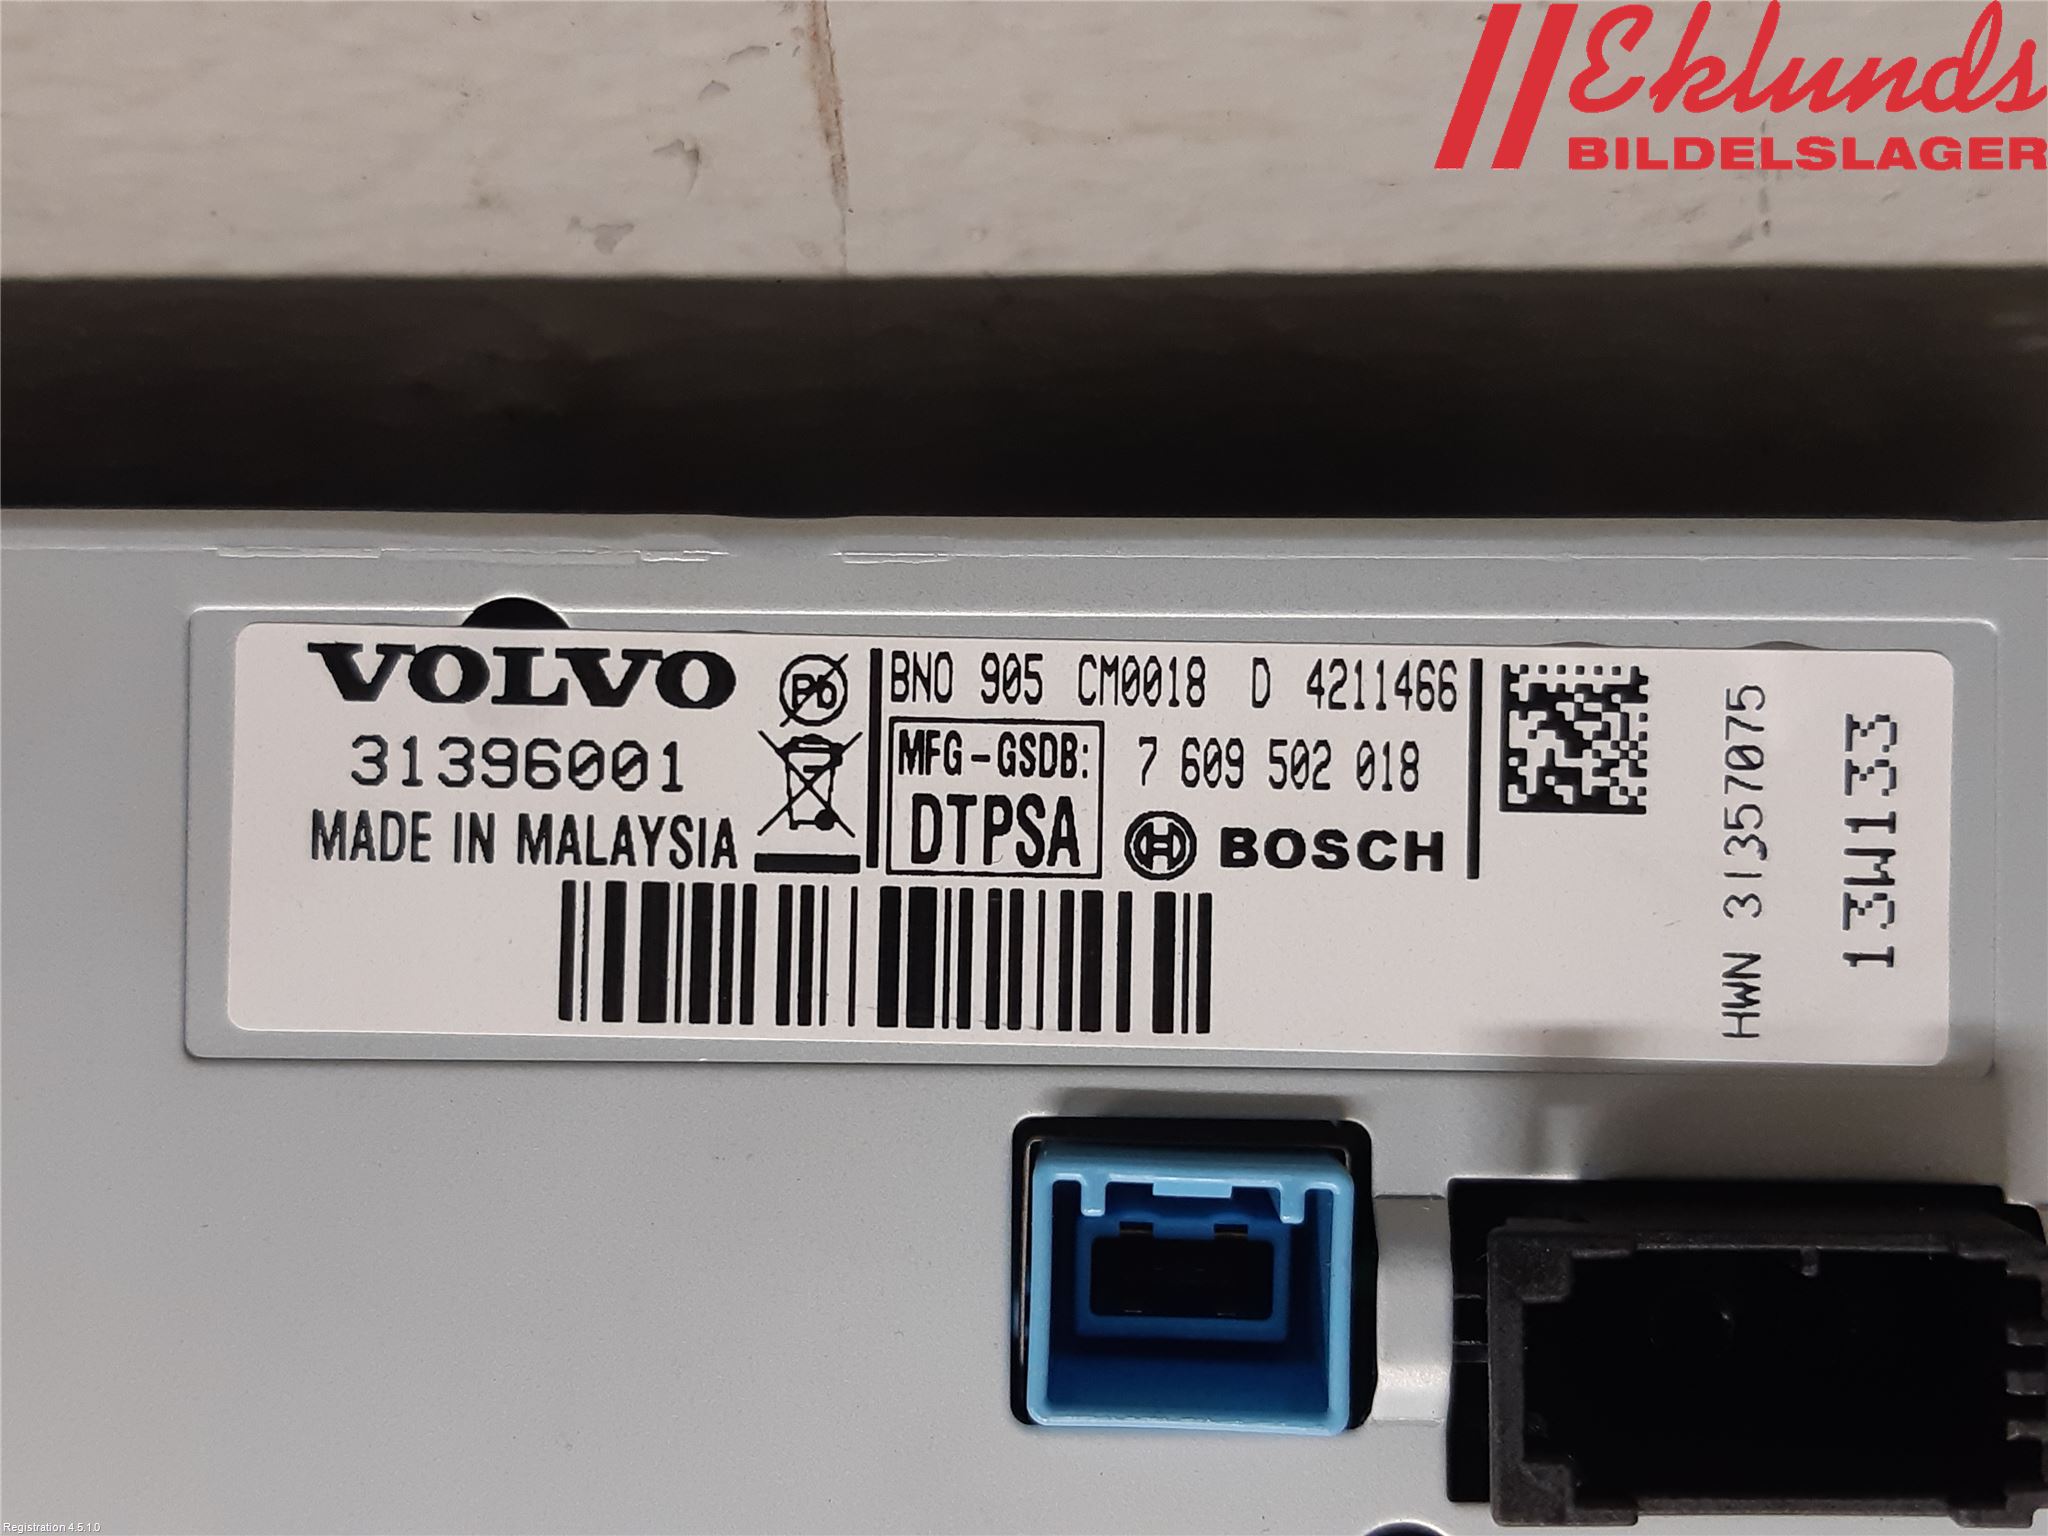 Eklunds
BILDELSLAGER
VOLVO
31396001
MADE IN MALAYSIA
Pb
BNO 905 CM0018 D 4211466
MFG-GSDB:
DTPSA
7 609 502 018
BOSCH
HWN 31357075
13W133
Registration 4.5.1.0